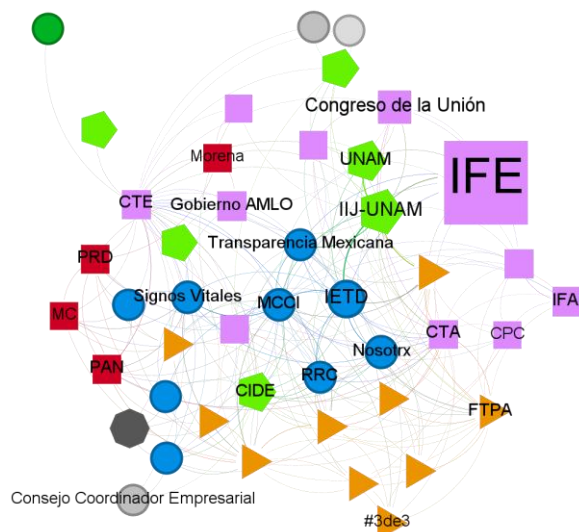 Congreso de la Unión
Morena
UNAM
IFE
CTE
Gobierno AMLO
IIJ-UNAM
Transparencia Mexicana
PRD
Signos Vitales
MCCI
IETD
IFA
MC
CTA
CPC
Nosotrx
PAN
RRC
CIDE
FTPA
Consejo Coordinador Empresarial
#3de3